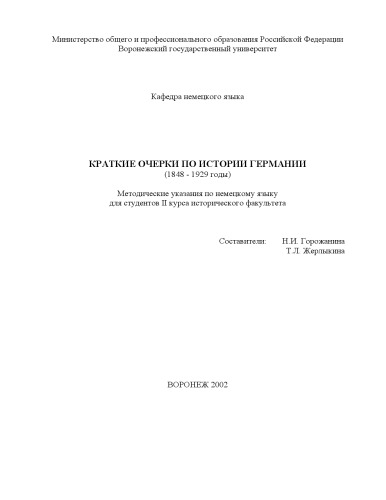 Министерство общего и профессионального образования Российской Федерации
Воронежский государственный университет
Кафедра немецкого языка
КРАТКИЕ ОЧЕРКИ ПО ИСТОРИИ ГЕРМАНИИ
(1848 - 1929 годы)
Методические указания по немецкому языку
для студентов II курса исторического факультета
Составители: Н.И. Горожанина
Т.Л. Жерлыкина
ВОРОНЕЖ 2002